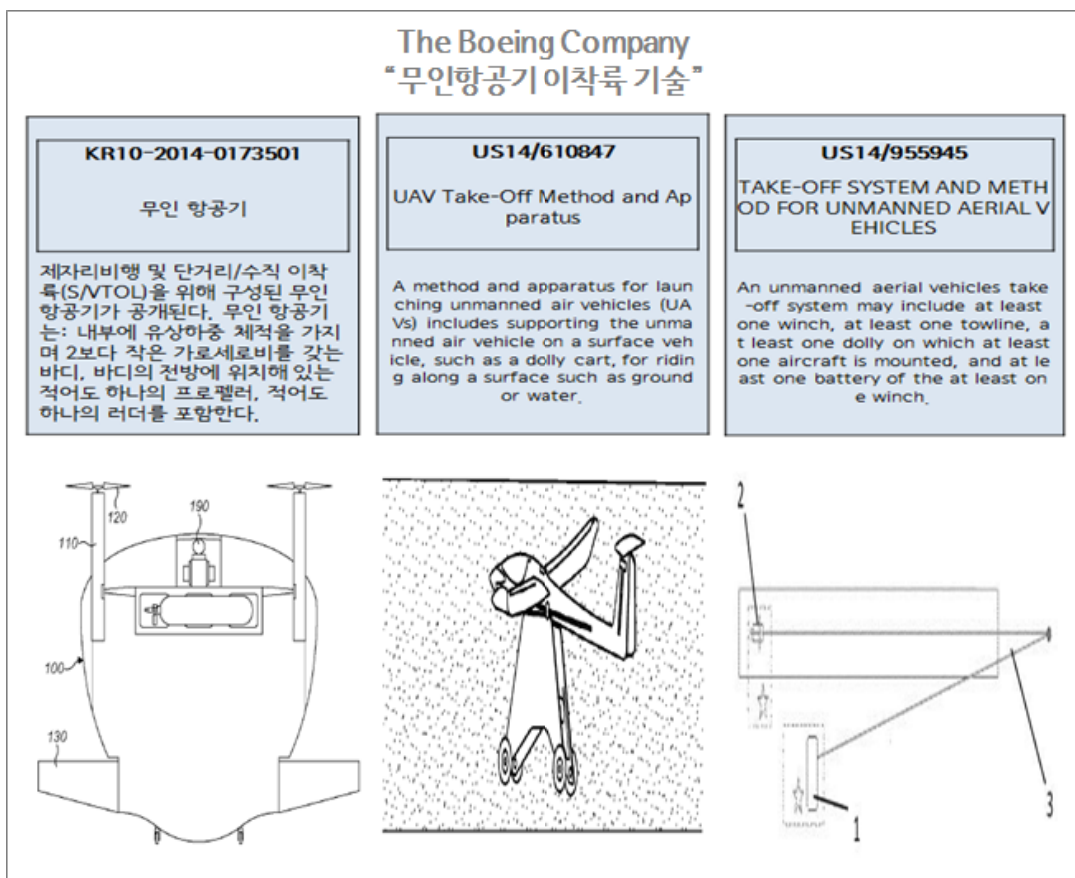 The Boeing Company
“무인항공기 이착륙 기술”
KR10-2014-0173501
무인 항공기
제자리비행 및 단거리/수직 이착
륙(S/VTOL)을 위해 구성된 무인
항공기가 공개된다. 무인 항공기
는: 내부에 유상하중 체적을 가지
며 2보다 작은 가로세로비를 갖는
바디, 바디의 전방에 위치해 있는
적어도 하나의 프로펠러, 적어도
하나의 러더를 포함한다.
US14/610847
UAV Take-Off Method and Ap
paratus
A method and apparatus for laun
ching unmanned air vehicles (UA
Vs) includes supporting the unma
nned air vehicle on a surface veh
icle, such as a dolly cart, for ridin
g along a surface such as ground
or water.
US14/955945
TAKE-OFF SYSTEM AND METH
OD FOR UNMANNED AERIAL V
EHICLES
An unmanned aerial vehicles take
-off system may include at least
one winch, at least one towline, a
t least one dolly on which at least
one aircraft is mounted, and at le
ast one battery of the at least on
e winch.
120
110
190
100
130
2
1
3